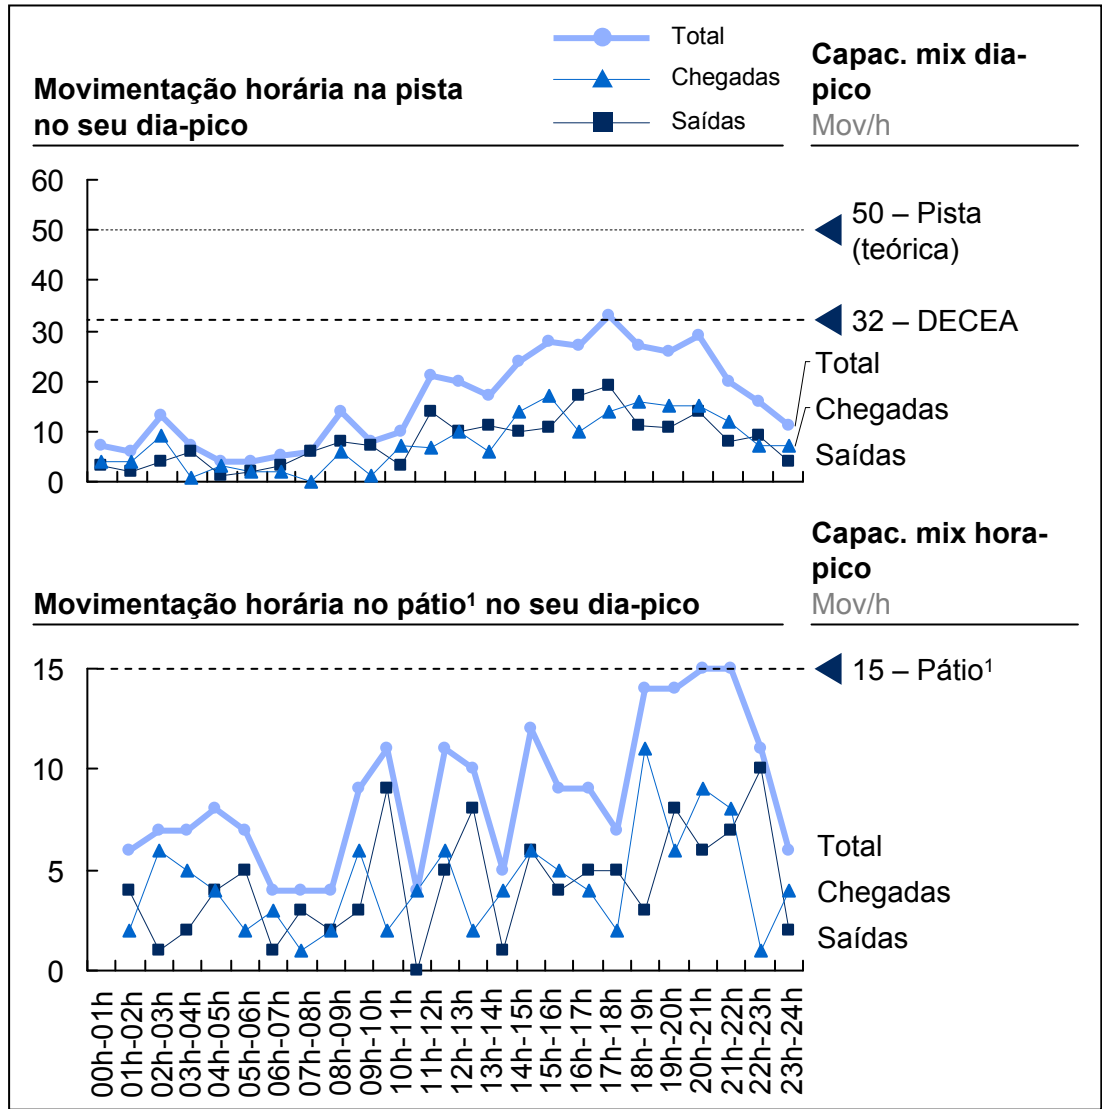 Total
Chegadas
Saídas
Movimentação horária na pista
no seu dia-pico
Capac. mix dia-
pico
Mov/h
60
50
40
30
20
10
0
50 – Pista
(teórica)
32 – DECEA
Total
Chegadas
Saídas
Capac. mix hora-
pico
Mov/h
Movimentação horária no pátio¹ no seu dia-pico
15
10
5
0
15 – Pátio¹
Total
Chegadas
Saídas
00h-01h
01h-02h
02h-03h
03h-04h
04h-05h
05h-06h
06h-07h
07h-08h
08h-09h
09h-10h
10h-11h
11h-12h
12h-13h
13h-14h
14h-15h
15h-16h
16h-17h
17h-18h
18h-19h
19h-20h
20h-21h
21h-22h
22h-23h
23h-24h